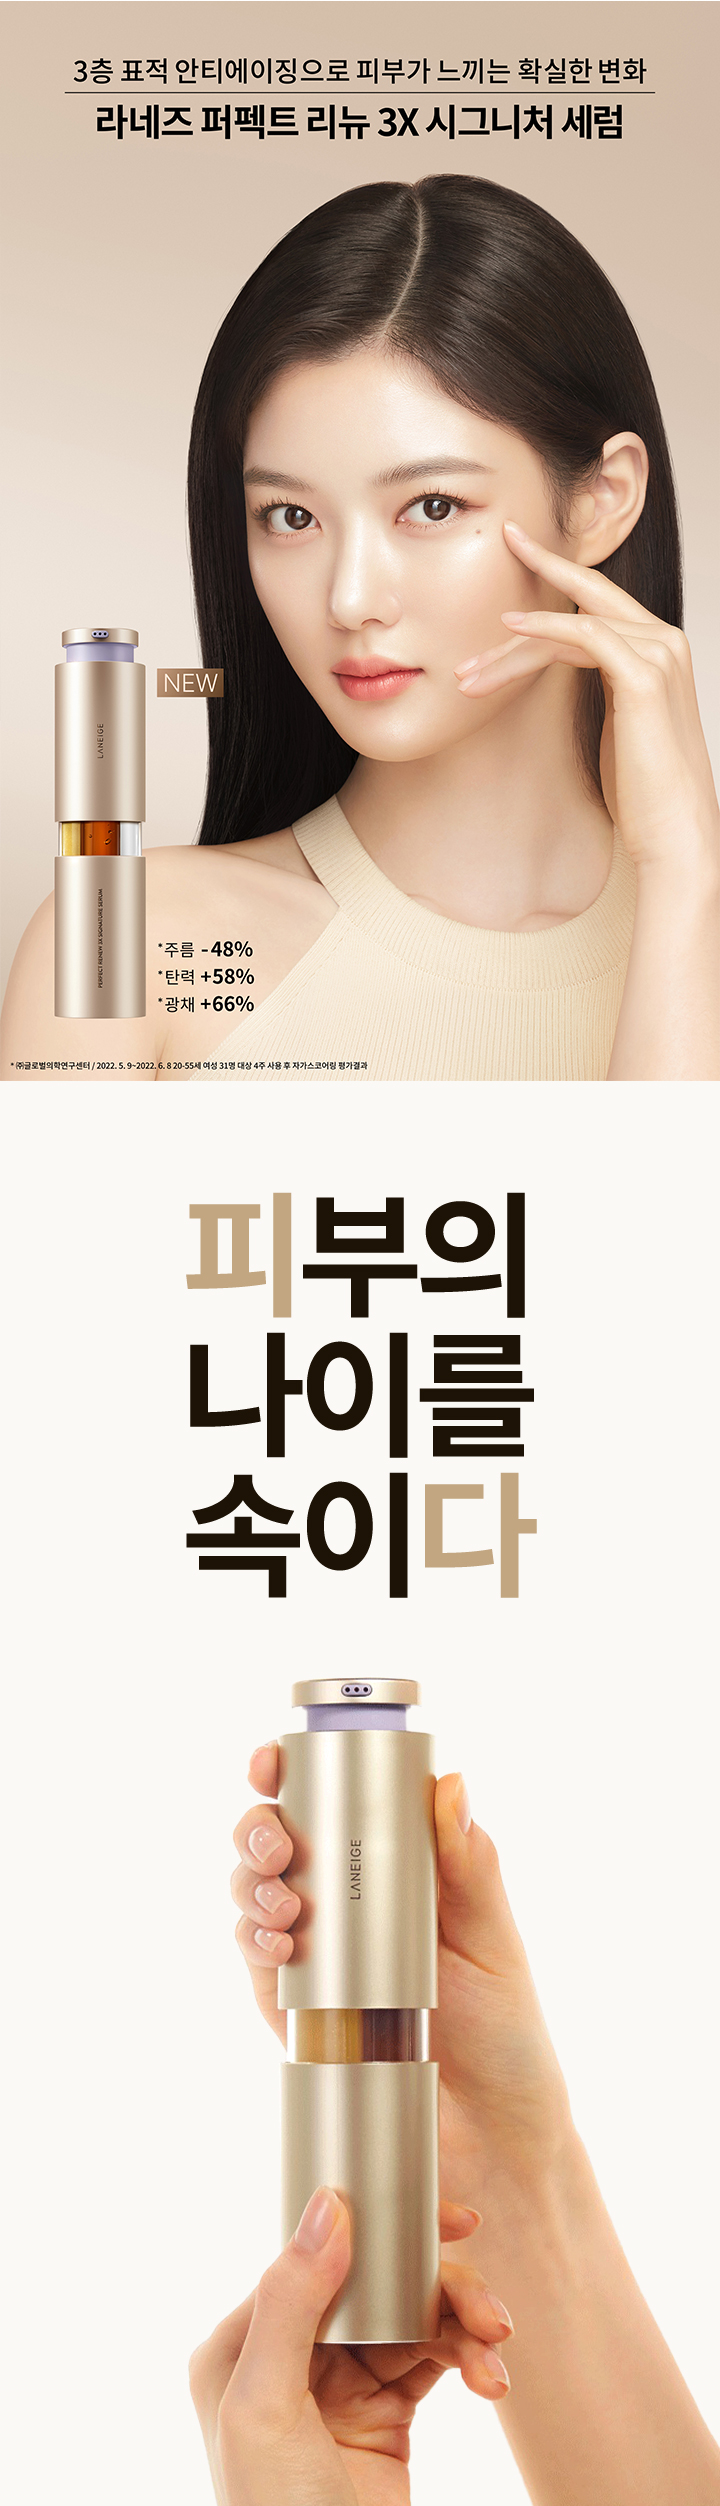 3층 표적 안티에이징으로 피부가 느끼는 확실한 변화
라네즈 퍼펙트 리뉴 3X 시그니처 세럼
NEW
LANEIGE
PERFECT RENEW 3X SIGNATURE SERUM
*주름 -48%
*탄력 +58%
*광채 +66%
* ㈜글로벌의학연구센터 / 2022. 5. 9~2022. 6. 8 20-55세 여성 31명 대상 4주 사용 후 자가스코어링 평가결과
피부의
나이를
속이다
LANEIGE